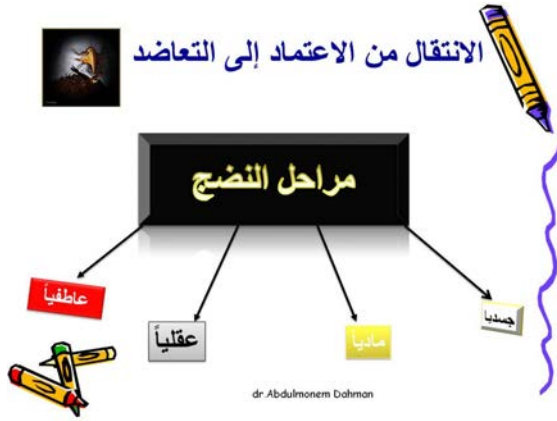 الانتقال من الاعتماد إلى التعاضد
مراحل النضج
جسديا
مادياً
عقلياً
عاطفياً
dr.Abdulmonem Dahman